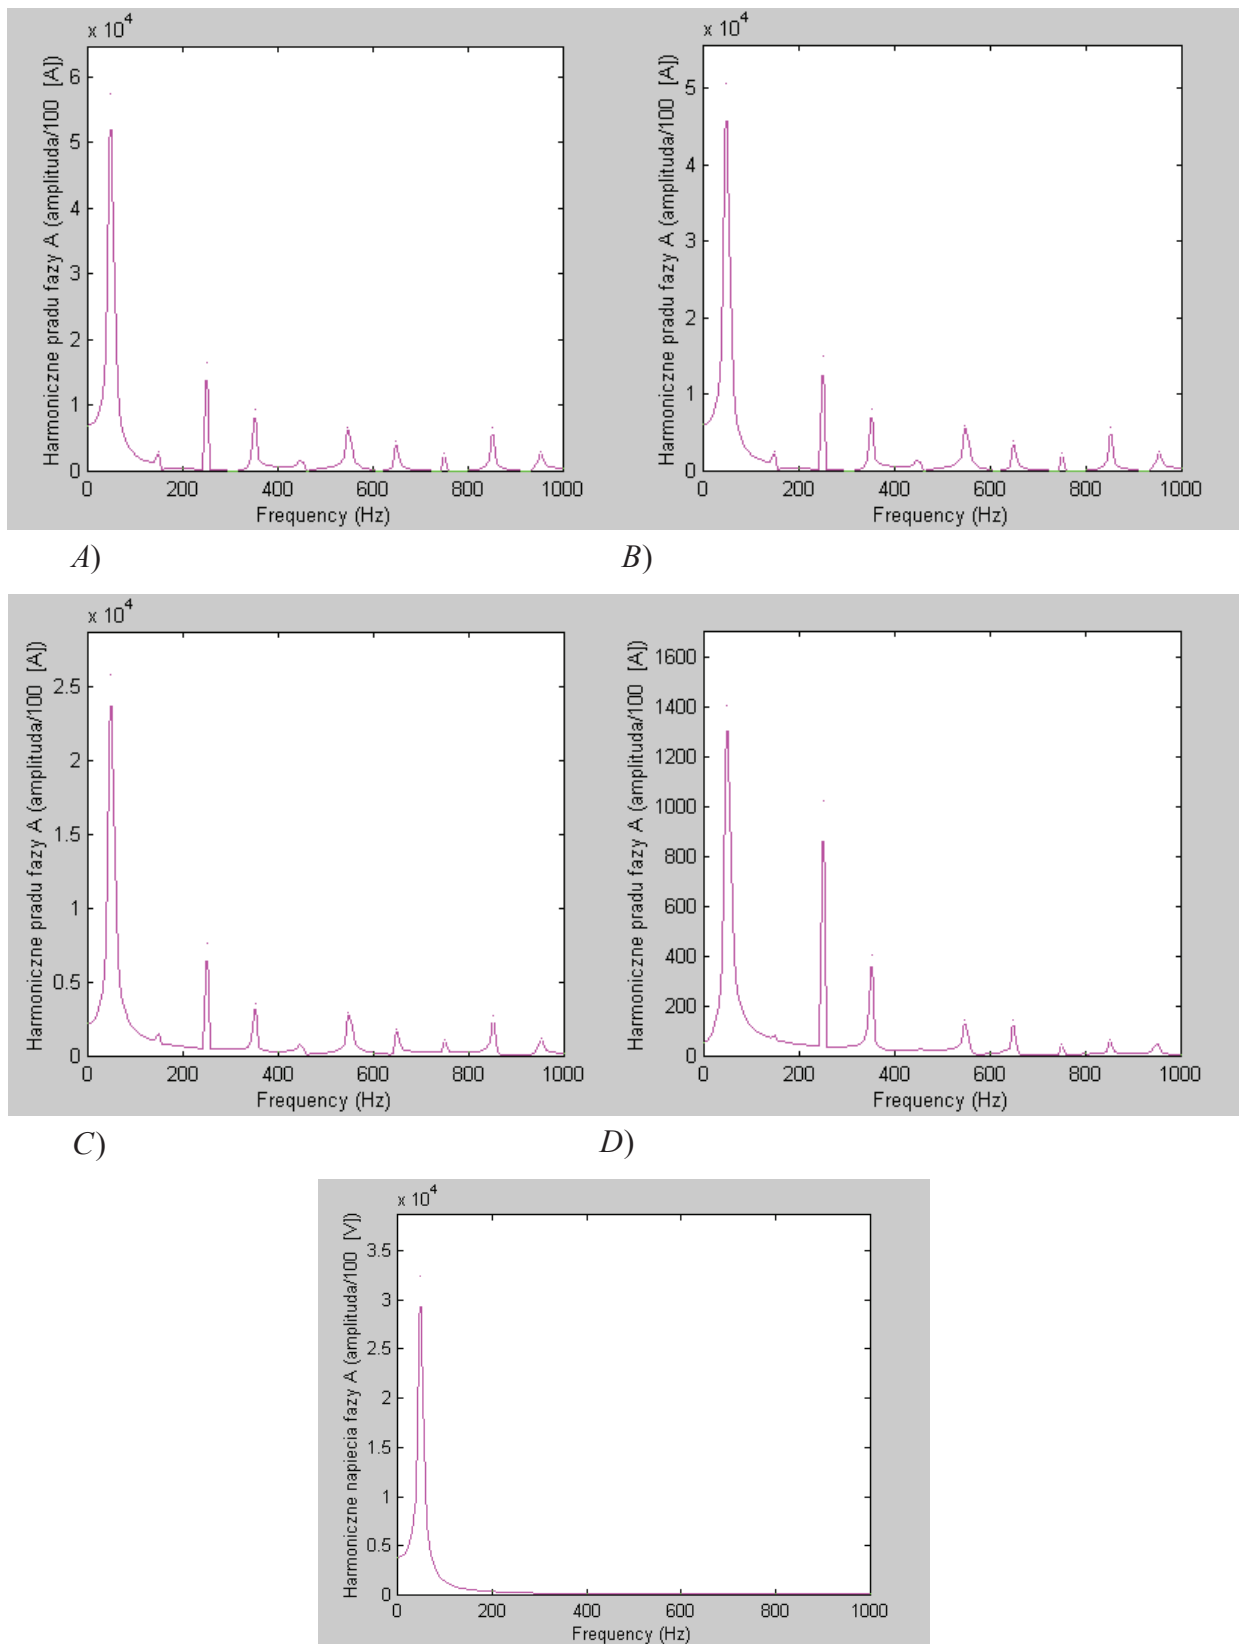 x 10^4
Harmoniczne pradu fazy A (amplituda/100 [A])
6
5
4
3
2
1
0
0 200 400 600 800 1000
Frequency (Hz)
x 10^4
Harmoniczne pradu fazy A (amplituda/100 [A])
5
4
3
2
1
0
0 200 400 600 800 1000
Frequency (Hz)
A)
B)
x 10^4
Harmoniczne pradu fazy A (amplituda/100 [A])
2.5
2
1.5
1
0.5
0
0 200 400 600 800 1000
Frequency (Hz)
Harmoniczne pradu fazy A (amplituda/100 [A])
1600
1400
1200
1000
800
600
400
200
0
0 200 400 600 800 1000
Frequency (Hz)
C)
D)
x 10^4
Harmoniczne napiecia fazy A (amplituda/100 [V])
3.5
3
2.5
2
1.5
1
0.5
0
0 200 400 600 800 1000
Frequency (Hz)